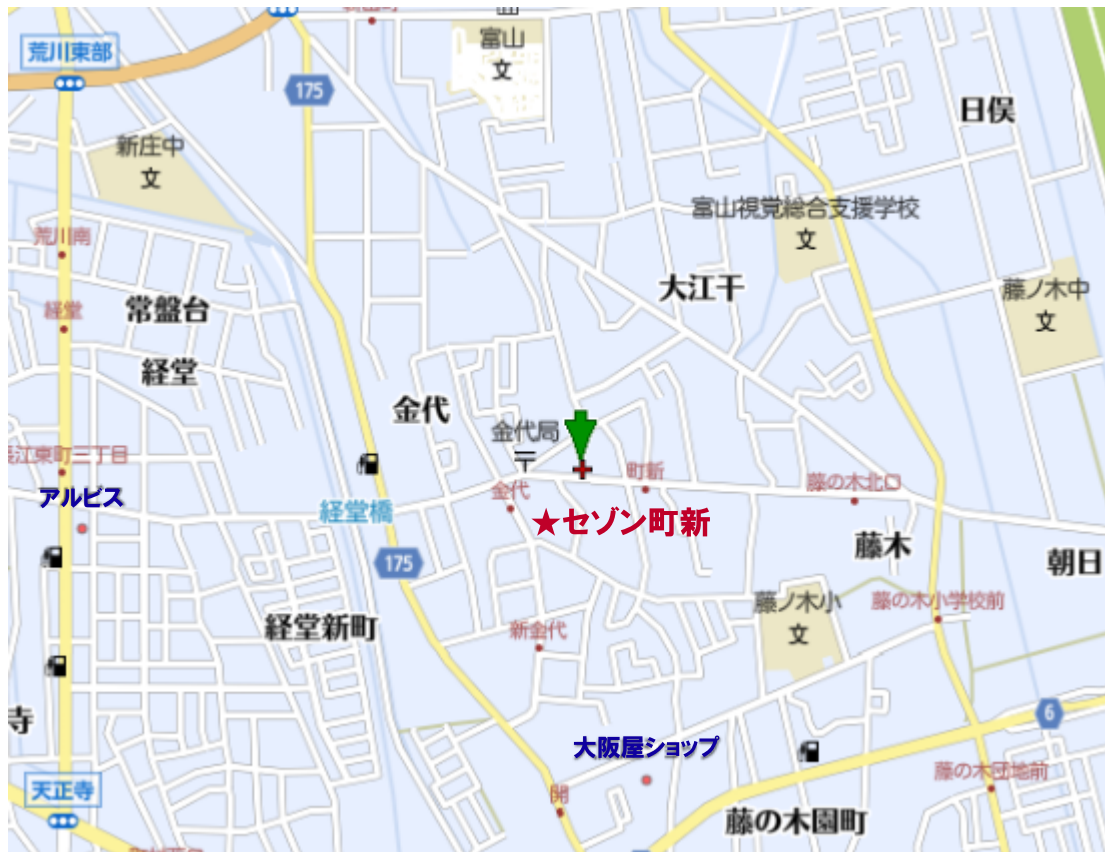 富山
文
荒川東部
175
日俣
新庄中
文
富山視覚総合支援学校
文
荒川南
大江干
藤ノ木中
文
経堂
常盤台
経堂
金代
金代局
〒
長江東町三丁目
町新
藤の木北口
アルビス
金代
経堂橋
★セゾン町新
藤木
朝日
175
藤ノ木小
文
藤の木小学校前
経堂新町
新金代
寺
6
大阪屋ショップ
藤の木団地前
天正寺
開
藤の木園町